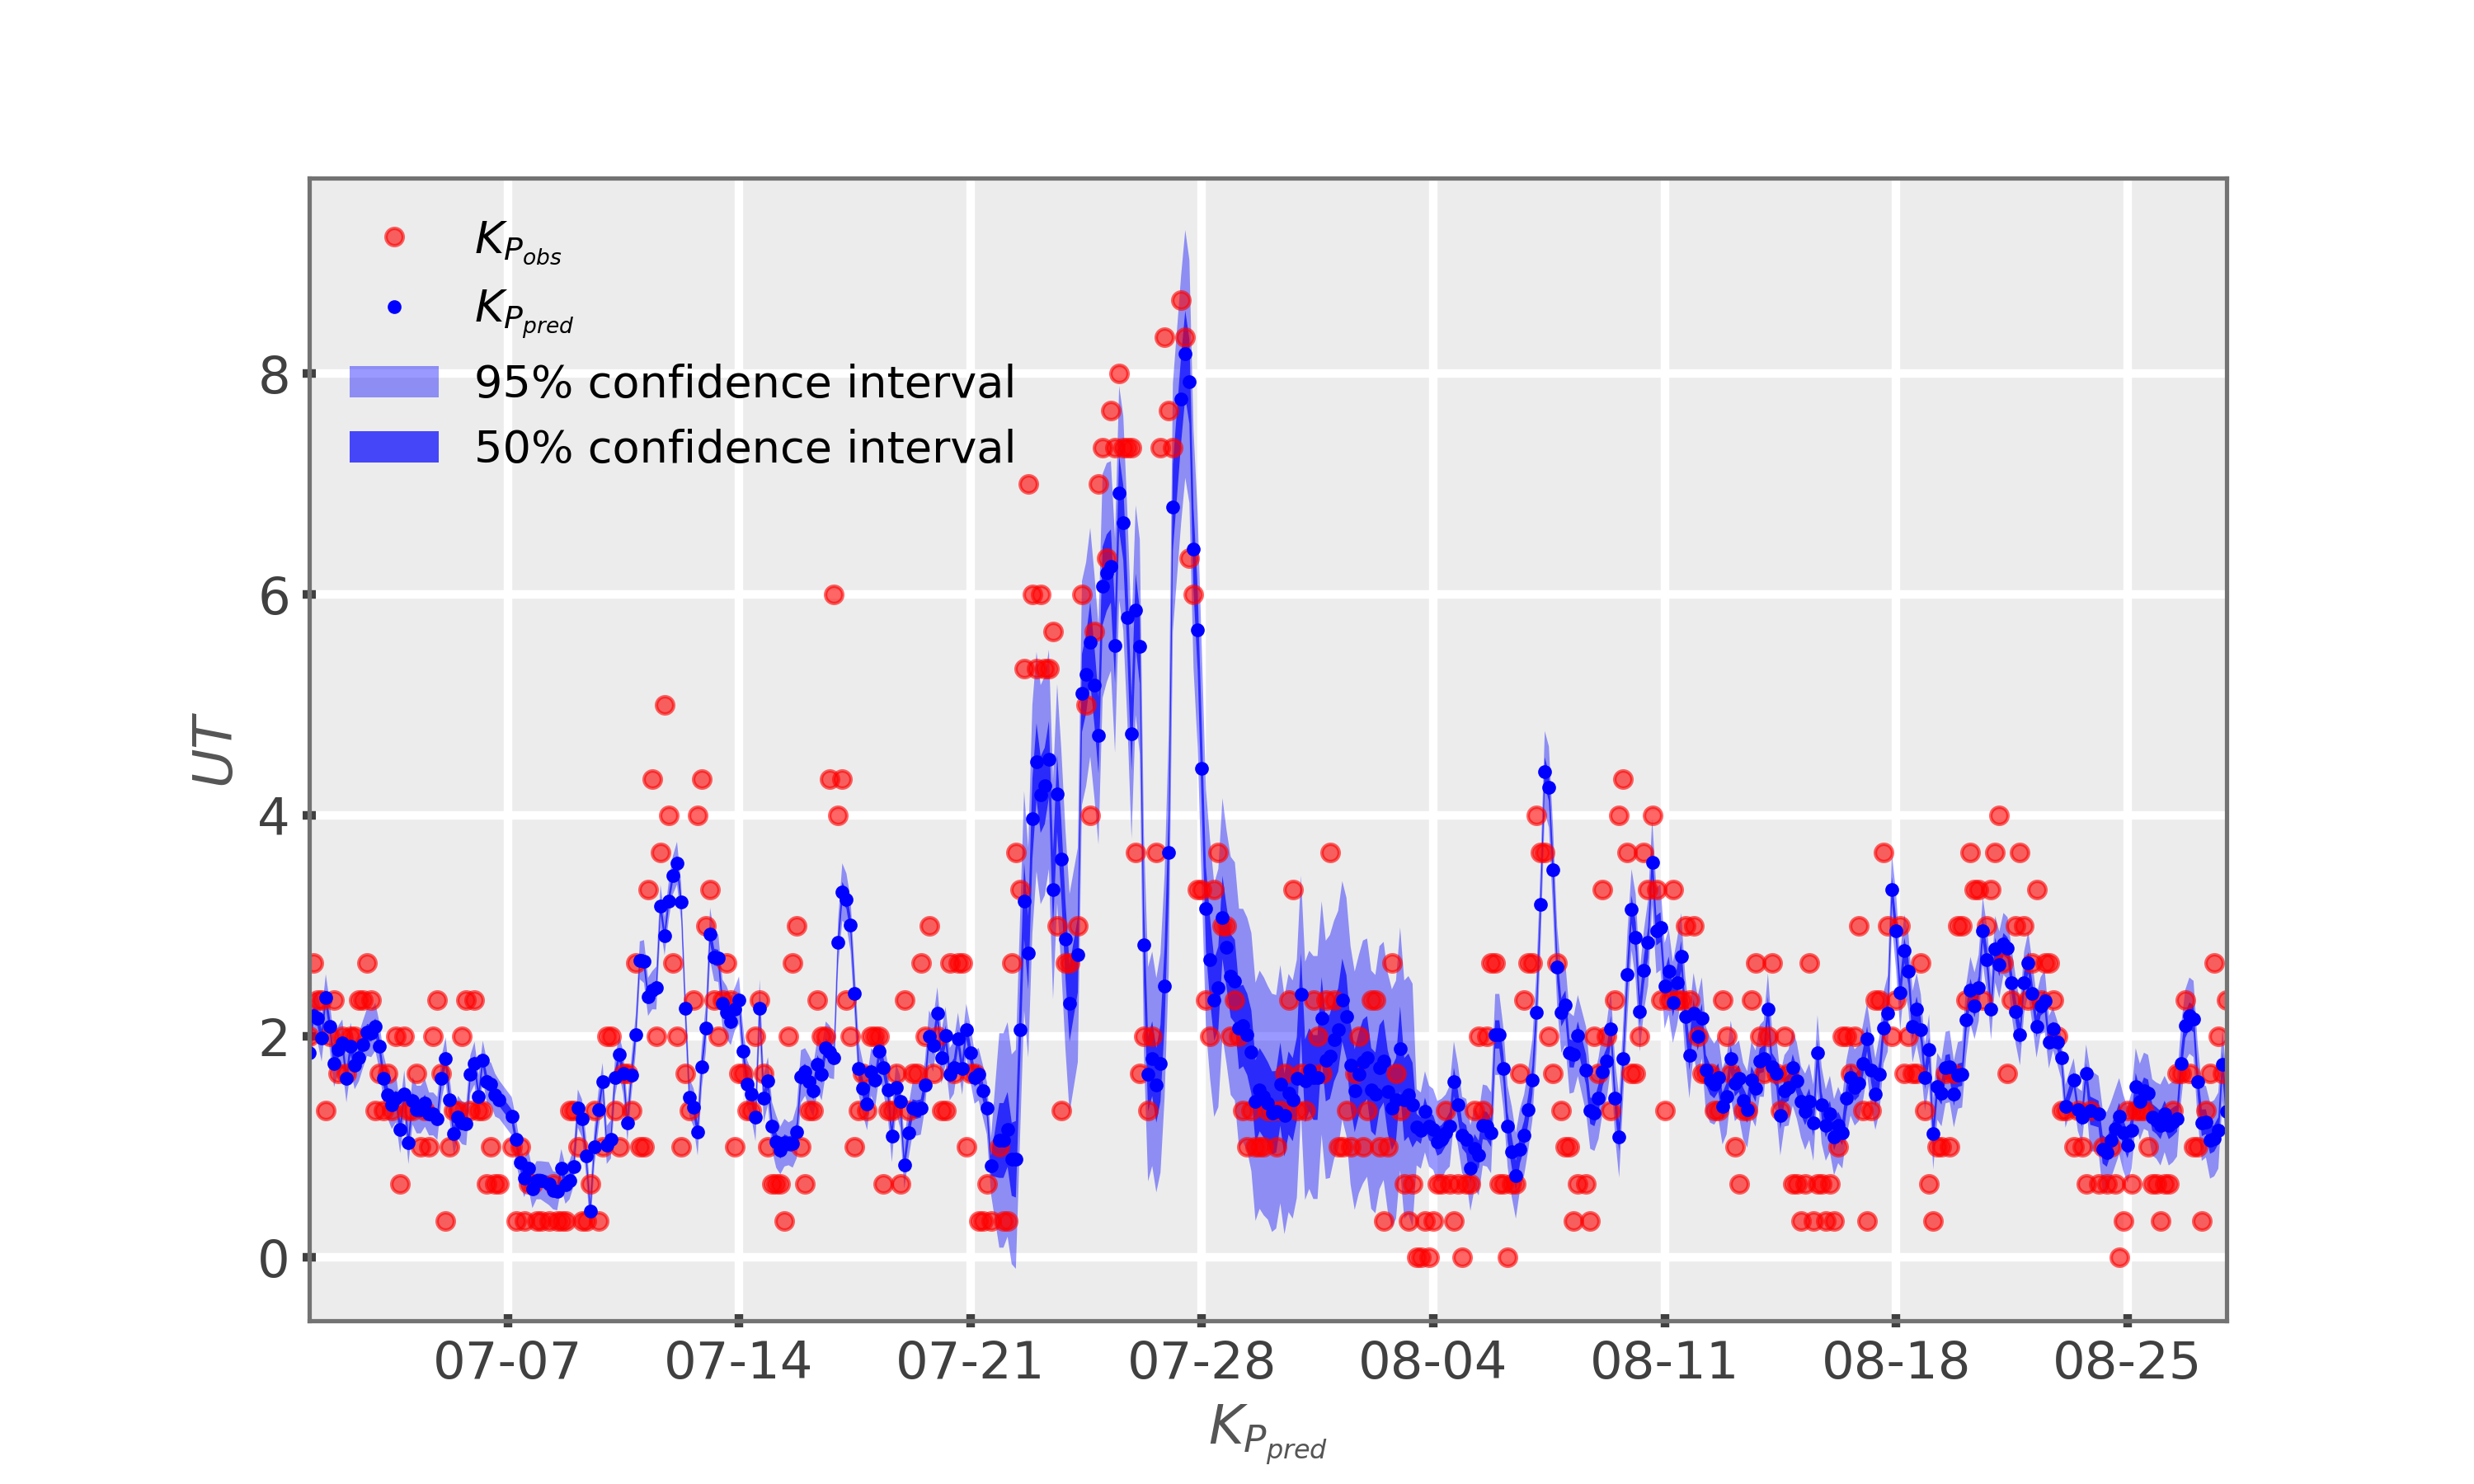 K_{P_{obs}}
K_{P_{pred}}
95% confidence interval
50% confidence interval
8
6
4
2
0
UT
07-07 07-14 07-21 07-28 08-04 08-11 08-18 08-25
K_{P_{pred}}